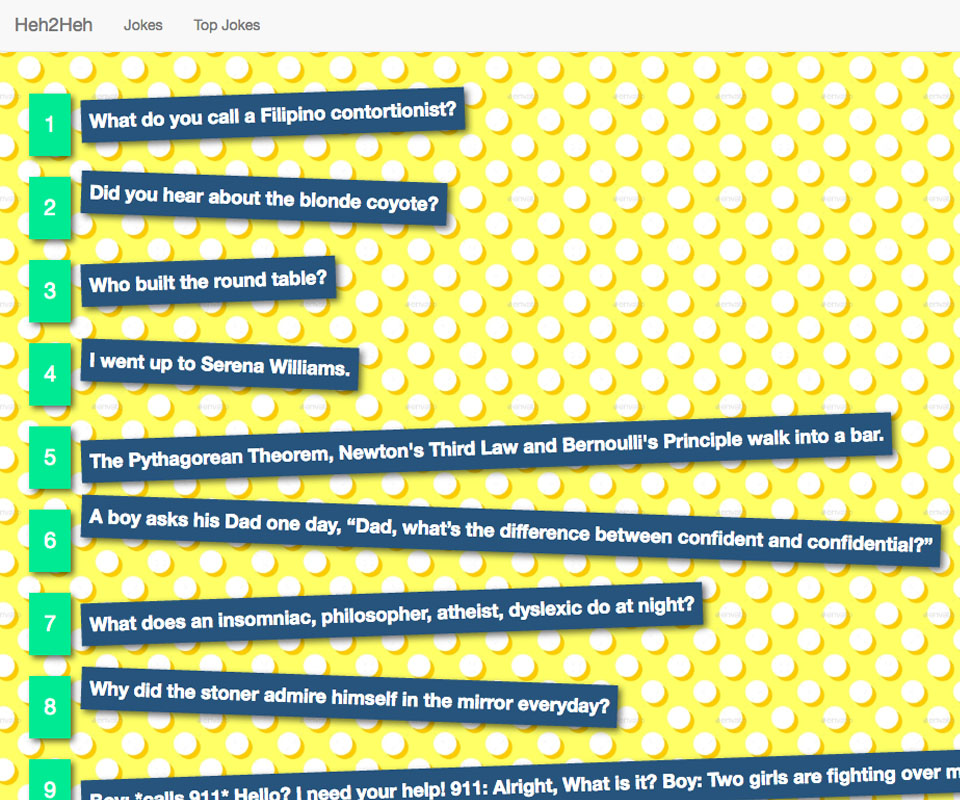 Heh2Heh Jokes Top Jokes
1 What do you call a Filipino contortionist?
2 Did you hear about the blonde coyote?
3 Who built the round table?
4 I went up to Serena Williams.
5 The Pythagorean Theorem, Newton's Third Law and Bernoulli's Principle walk into a bar.
6 A boy asks his Dad one day, “Dad, what’s the difference between confident and confidential?”
7 What does an insomniac, philosopher, atheist, dyslexic do at night?
8 Why did the stoner admire himself in the mirror everyday?
9 Boy: *calls 911* Hello? I need your help! 911: Alright, What is it? Boy: Two girls are fighting over